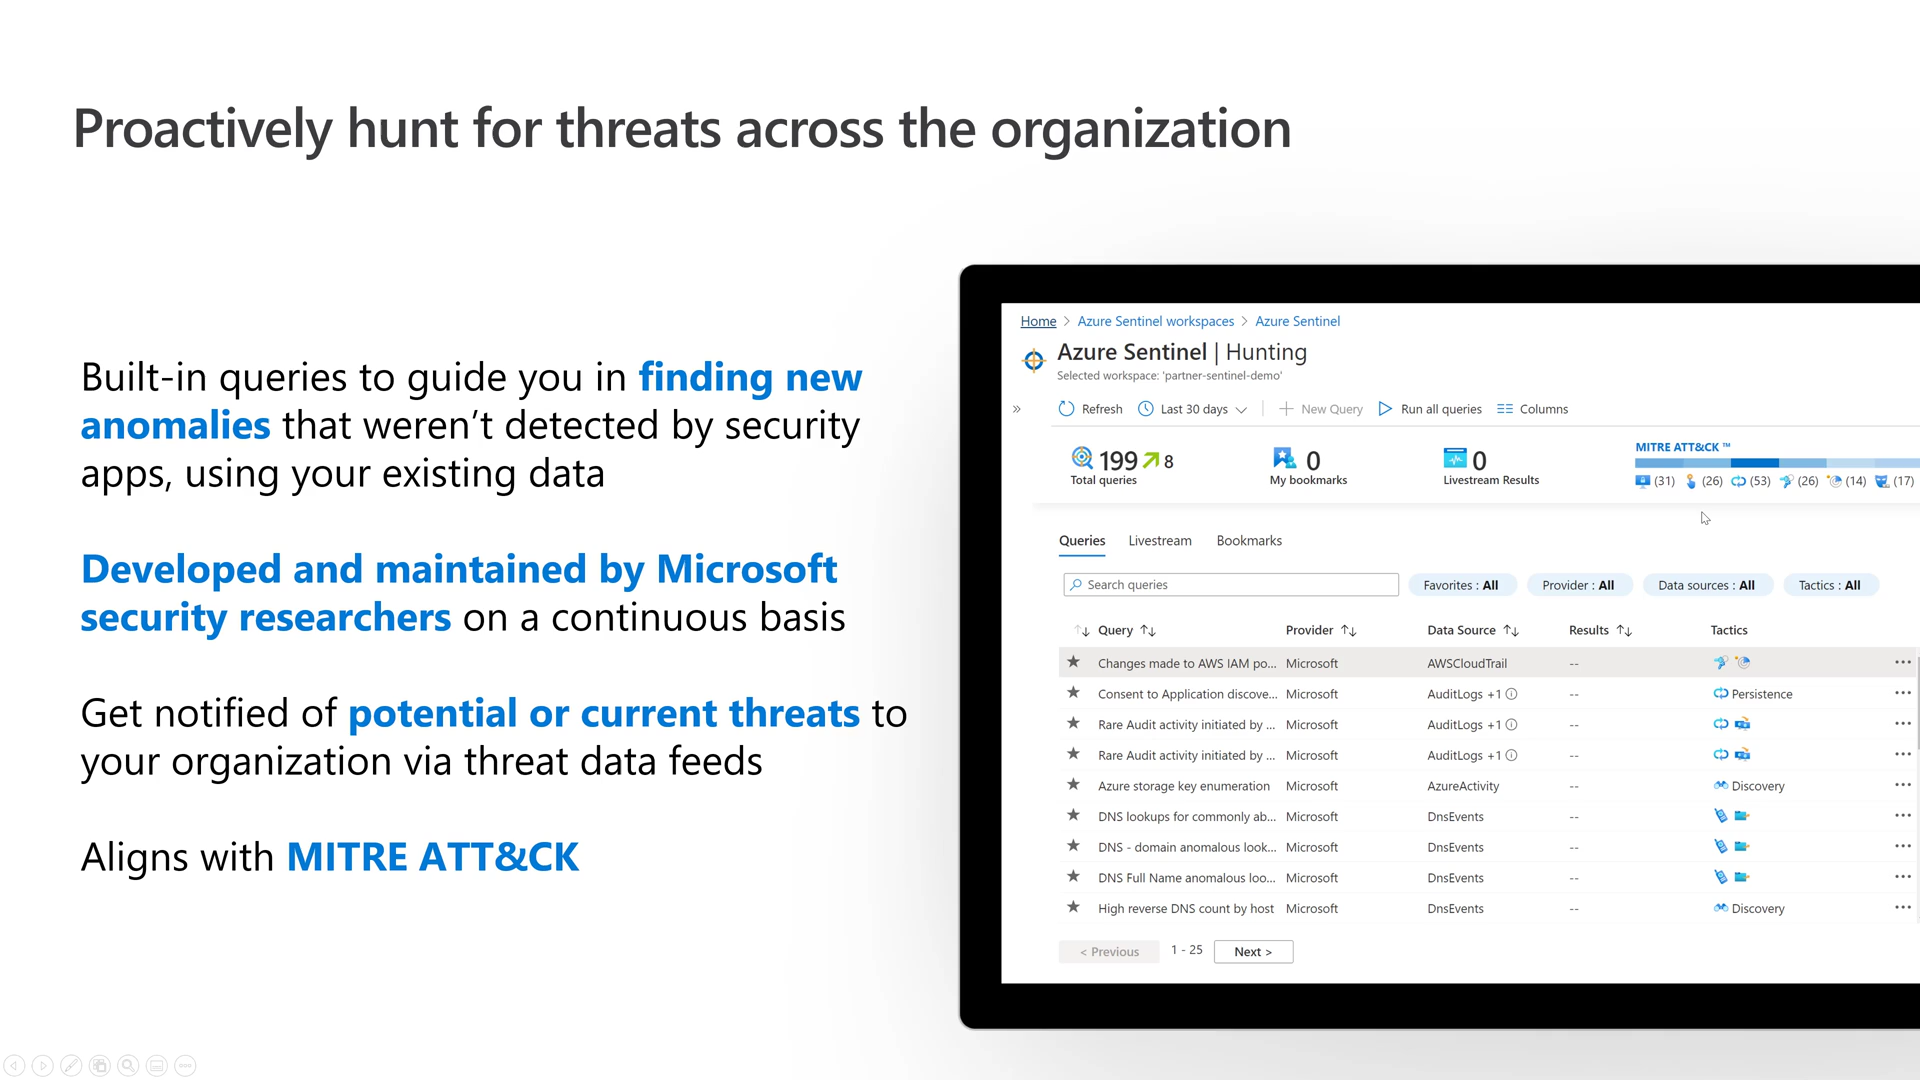 Proactively hunt for threats across the organization
Built-in queries to guide you in finding new
anomalies that weren’t detected by security
apps, using your existing data
Developed and maintained by Microsoft
security researchers on a continuous basis
Get notified of potential or current threats to
your organization via threat data feeds
Aligns with MITRE ATT&CK
Home > Azure Sentinel workspaces > Azure Sentinel
Azure Sentinel | Hunting
Selected workspace: 'partner-sentinel-demo'
» Refresh Last 30 days New Query Run all queries Columns
199 8
Total queries
0
My bookmarks
0
Livestream Results
MITRE ATT&CK ™
(31) (26) (53) (26) (14) (17)
Queries Livestream Bookmarks
Search queries Favorites : All Provider : All Data sources : All Tactics : All
Query Provider Data Source Results Tactics
Changes made to AWS IAM po... Microsoft AWSCloudTrail -- ...
Consent to Application discove... Microsoft AuditLogs +1 -- Persistence ...
Rare Audit activity initiated by ... Microsoft AuditLogs +1 -- ...
Rare Audit activity initiated by ... Microsoft AuditLogs +1 -- ...
Azure storage key enumeration Microsoft AzureActivity -- Discovery ...
DNS lookups for commonly ab... Microsoft DnsEvents -- ...
DNS - domain anomalous look... Microsoft DnsEvents -- ...
DNS Full Name anomalous loo... Microsoft DnsEvents -- ...
High reverse DNS count by host Microsoft DnsEvents -- Discovery ...
< Previous 1 - 25 Next >